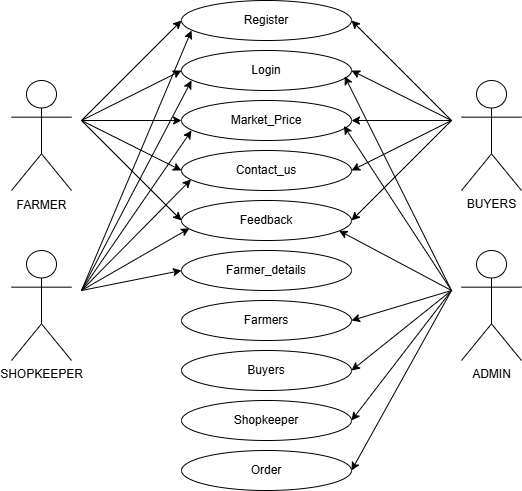 Register
Login
Market_Price
Contact_us
FARMER
BUYERS
Feedback
Farmer_details
Farmers
SHOPKEEPER
Buyers
ADMIN
Shopkeeper
Order